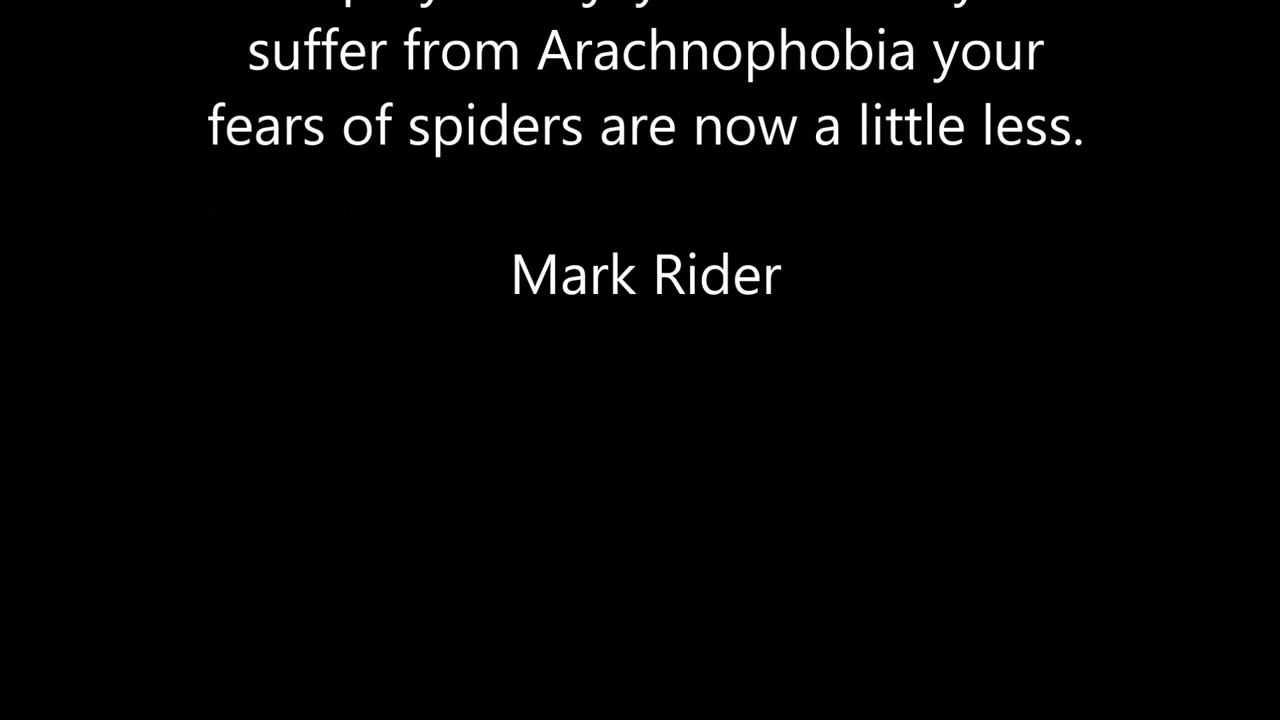 suffer from Arachnophobia your
fears of spiders are now a little less.
Mark Rider